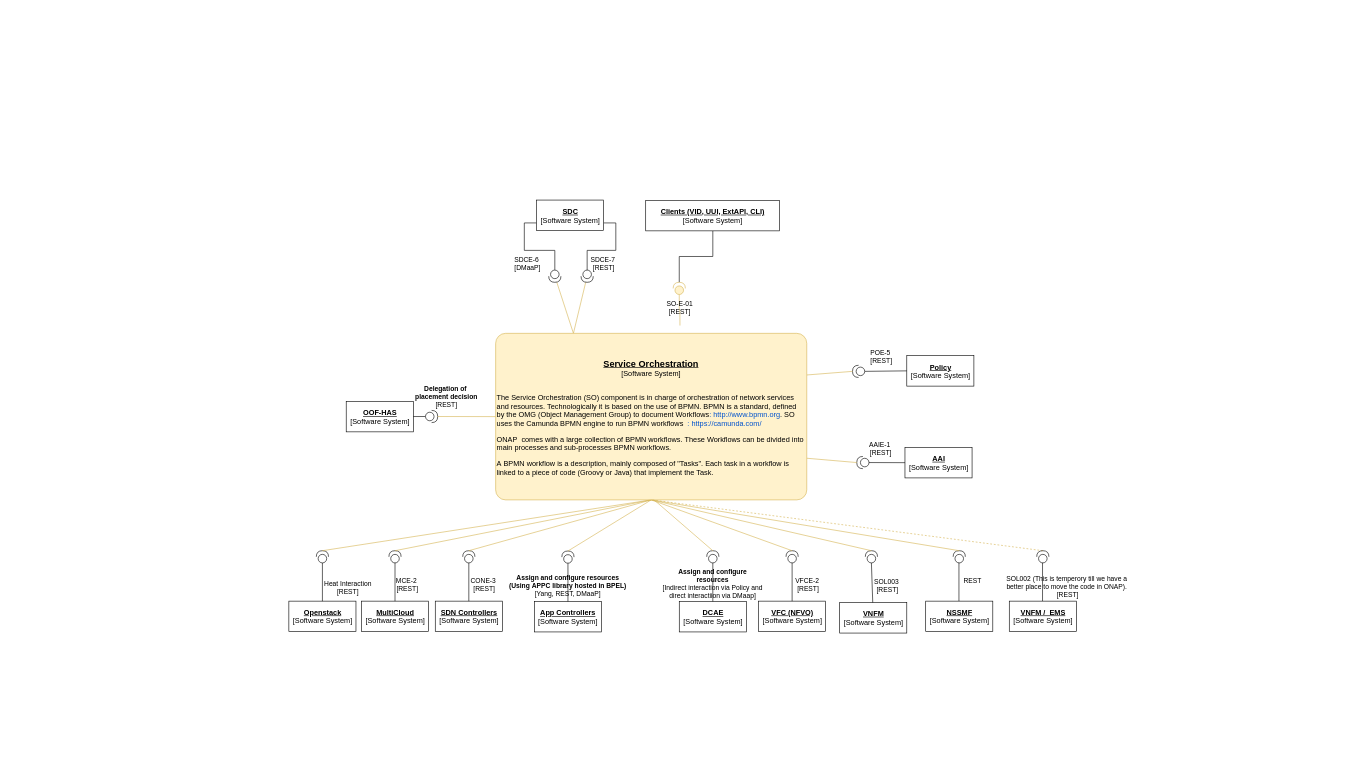 SDC
[Software System]
Clients (VID, UUI, ExtAPI, CLI)
[Software System]
SDCE-6
[DMaaP]
SDCE-7
[REST]
SO-E-01
[REST]
Service Orchestration
[Software System]
The Service Orchestration (SO) component is in charge of orchestration of network services
and resources. Technologically it is based on the use of BPMN. BPMN is a standard, defined
by the OMG (Object Management Group) to document Workflows: http://www.bpmn.org. SO
uses the Camunda BPMN engine to run BPMN workflows : https://camunda.com/
ONAP comes with a large collection of BPMN workflows. These Workflows can be divided into
main processes and sub-processes BPMN workflows.
A BPMN workflow is a description, mainly composed of "Tasks". Each task in a workflow is
linked to a piece of code (Groovy or Java) that implement the Task.
POE-5
[REST]
Policy
[Software System]
Delegation of
placement decision
[REST]
OOF-HAS
[Software System]
AAIE-1
[REST]
AAI
[Software System]
Heat Interaction
[REST]
Openstack
[Software System]
MCE-2
[REST]
MultiCloud
[Software System]
CONE-3
[REST]
SDN Controllers
[Software System]
Assign and configure resources
(Using APPC library hosted in BPEL)
[Yang, REST, DMaaP]
App Controllers
[Software System]
Assign and configure
resources
[Indirect interaction via Policy and
direct interaction via DMaap]
DCAE
[Software System]
VFCE-2
[REST]
VFC (NFVO)
[Software System]
SOL003
[REST]
VNFM
[Software System]
REST
NSSMF
[Software System]
SOL002 (This is temporery till we have a
better place to move the code in ONAP).
[REST]
VNFM / EMS
[Software System]